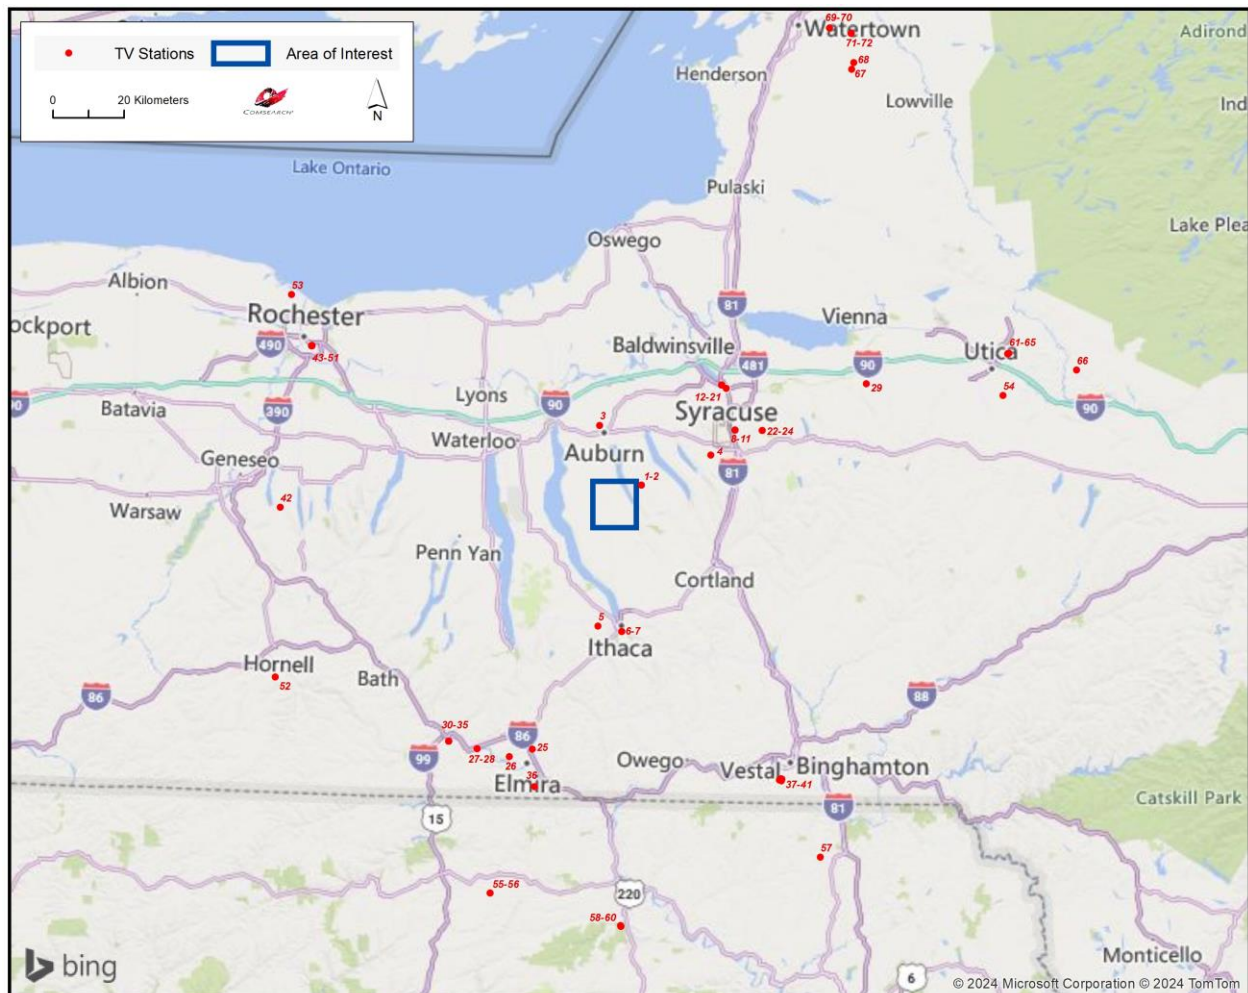 69-70
Watertown
Adirond
TV Stations
Area of Interest
71-72
68
67
Henderson
0
20 Kilometers
COMSEARCH
N
Lowville
Ind
Lake Ontario
Pulaski
Lake Plea
Oswego
Albion
53
81
Vienna
Rochester
ockport
490
43-51
Baldwinsville
481
90
Utica
61-65
66
29
54
Lyons
12-21
90
390
90
90
Batavia
Syracuse
3
8-11
22-24
Waterloo
Auburn
4
81
Geneseo
1-2
42
Warsaw
Penn Yan
Cortland
5
6-7
Ithaca
Hornell
52
Bath
86
88
30-35
86
25
99
27-28
26
Owego
Vestal
Binghamton
36
Elmira
37-41
81
Catskill Park
15
57
55-56
220
58-60
Monticello
bing
6
© 2024 Microsoft Corporation © 2024 TomTom